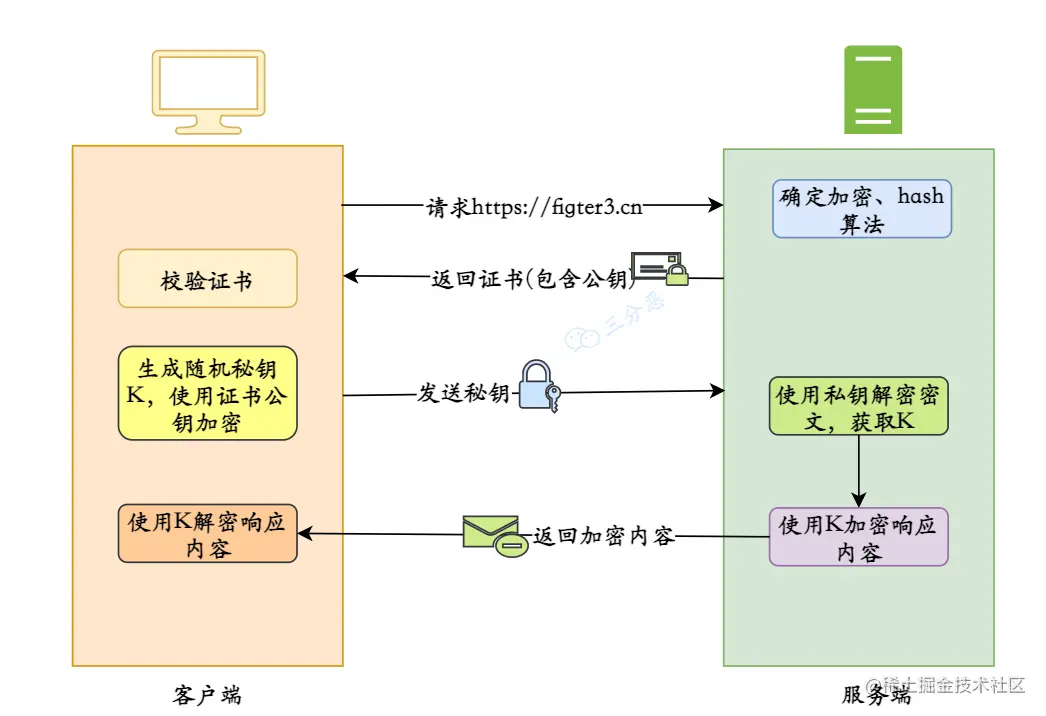 请求https://figter3.cn
确定加密、hash
算法
校验证书
返回证书(包含公钥)
三分恶
生成随机秘钥
K，使用证书公
钥加密
发送秘钥
使用私钥解密密
文，获取K
使用K解密响应
内容
返回加密内容
使用K加密响应
内容
客户端
服务端
@稀土掘金技术社区